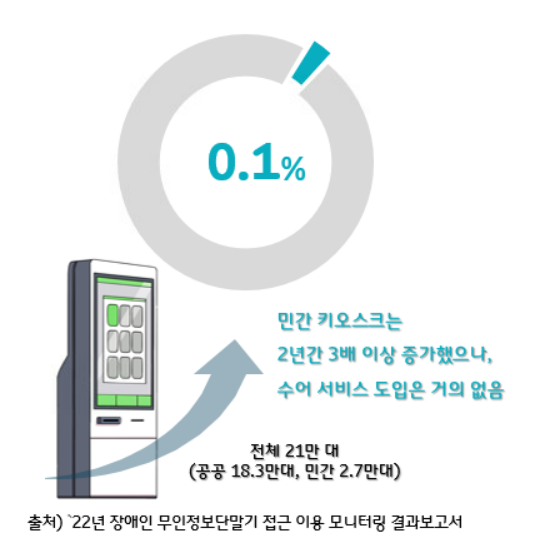 0.1%
민간 키오스크는
2년간 3배 이상 증가했으나,
수어 서비스 도입은 거의 없음
전체 21만 대
(공공 18.3만대, 민간 2.7만대)
출처) `22년 장애인 무인정보단말기 접근 이용 모니터링 결과보고서